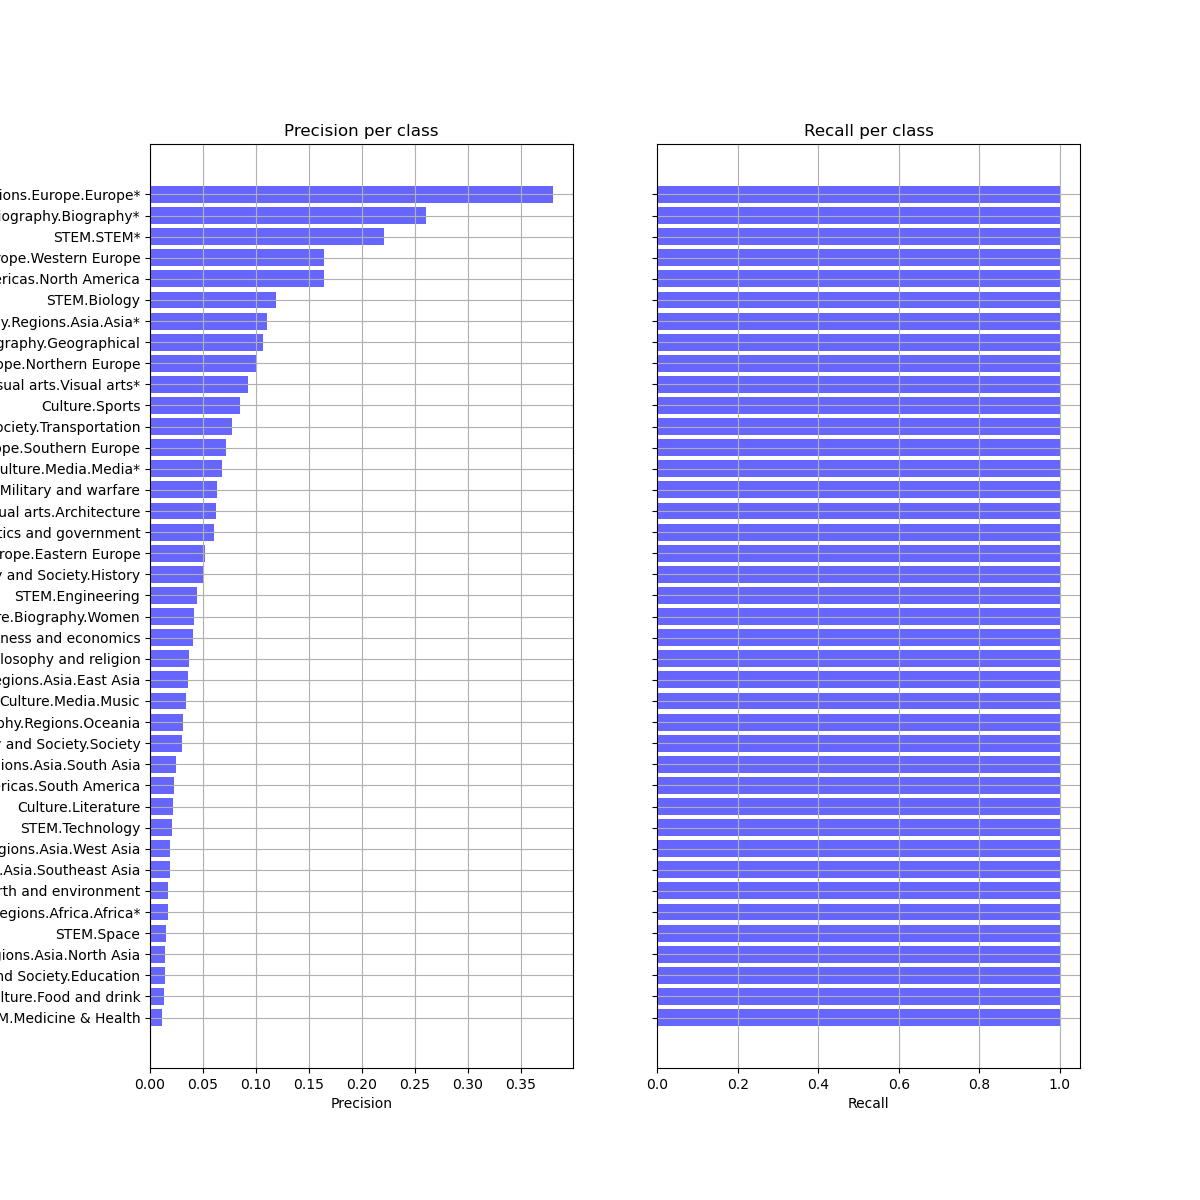 Precision per class
Recall per class
ions.Europe.Europe*
iography.Biography*
STEM.STEM*
rope.Western Europe
ericas.North America
STEM.Biology
y.Regions.Asia.Asia*
graphy.Geographical
ope.Northern Europe
sual arts.Visual arts*
Culture.Sports
ociety.Transportation
ope.Southern Europe
ulture.Media.Media*
Military and warfare
ual arts.Architecture
tics and government
rope.Eastern Europe
y and Society.History
STEM.Engineering
re.Biography.Women
ness and economics
losophy and religion
egions.Asia.East Asia
Culture.Media.Music
phy.Regions.Oceania
y and Society.Society
ions.Asia.South Asia
ericas.South America
Culture.Literature
STEM.Technology
gions.Asia.West Asia
.Asia.Southeast Asia
rth and environment
egions.Africa.Africa*
STEM.Space
gions.Asia.North Asia
nd Society.Education
lture.Food and drink
M.Medicine & Health
0.00 0.05 0.10 0.15 0.20 0.25 0.30 0.35
0.0 0.2 0.4 0.6 0.8 1.0
Precision
Recall